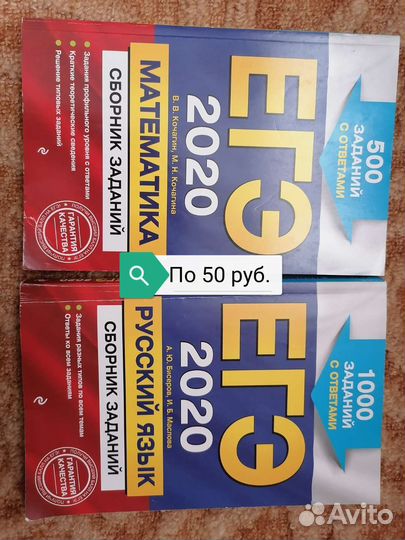 500
ЗАДАНИЙ
С ОТВЕТАМИ
ЕГЭ
2020
В. В. Кочагин, М. Н. Кочагина
МАТЕМАТИКА
СБОРНИК ЗАДАНИЙ
Задания профильного уровня с ответами
Краткие теоретические сведения
Решение типовых заданий
ГАРАНТИЯ
КАЧЕСТВА
По 50 руб.
1000
ЗАДАНИЙ
С ОТВЕТАМИ
ЕГЭ
2020
А. Ю. Бисеров, И. Б. Маслова
РУССКИЙ ЯЗЫК
СБОРНИК ЗАДАНИЙ
Задания разных типов по всем темам
Ответы ко всем заданиям
ГАРАНТИЯ
КАЧЕСТВА
Avito